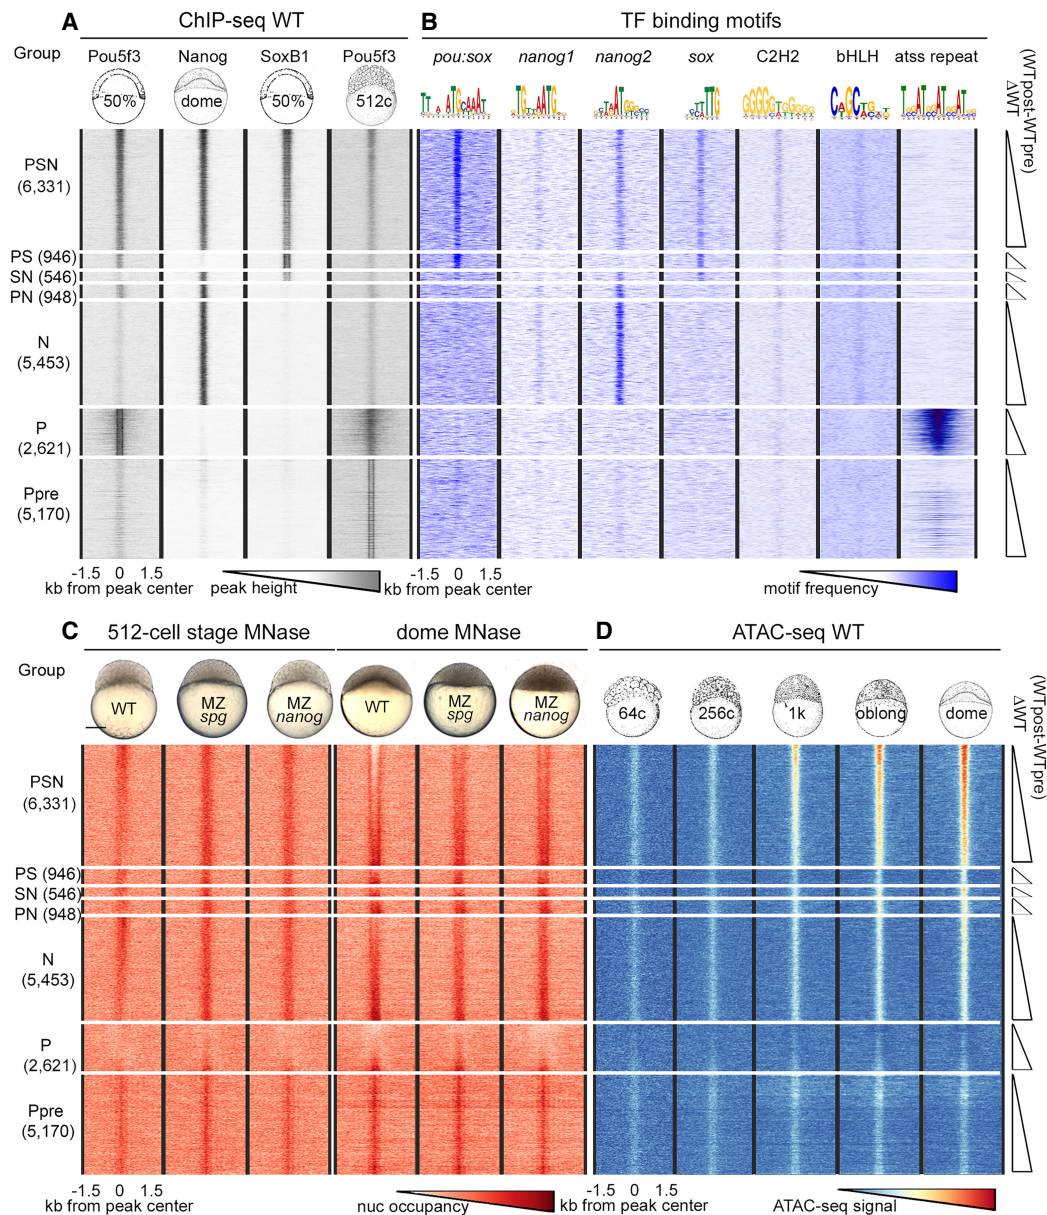 A ChIP-seq WT
Group Pou5f3 Nanog SoxB1 Pou5f3
50% dome 50% 512c
PSN
(6,331)
PS (946)
SN (546)
PN (948)
N
(5,453)
P
(2,621)
Ppre
(5,170)
-1.5 0 1.5
kb from peak center
peak height
B TF binding motifs
pou:sox nanog1 nanog2 sox C2H2 bHLH atss repeat
ΔWT
(WTpost-WTpre)
-1.5 0 1.5
kb from peak center
motif frequency
C 512-cell stage MNase dome MNase
Group
WT MZ spg MZ nanog WT MZ spg MZ nanog
PSN
(6,331)
PS (946)
SN (546)
PN (948)
N
(5,453)
P
(2,621)
Ppre
(5,170)
-1.5 0 1.5
kb from peak center
nuc occupancy
D ATAC-seq WT
64c 256c 1k oblong dome
ΔWT
(WTpost-WTpre)
-1.5 0 1.5
kb from peak center
ATAC-seq signal